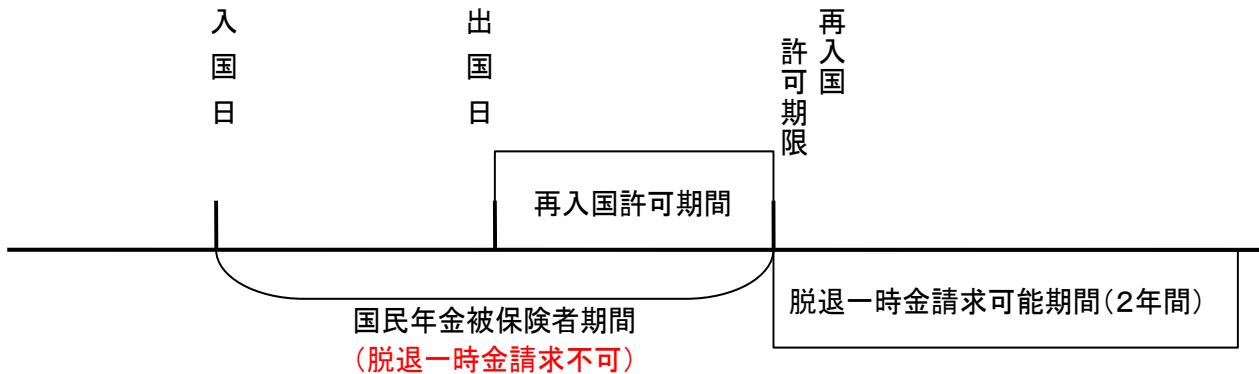 入国日
出国日
再入国
許可期限
再入国許可期間
脱退一時金請求可能期間（２年間）
国民年金被保険者期間
（脱退一時金請求不可）